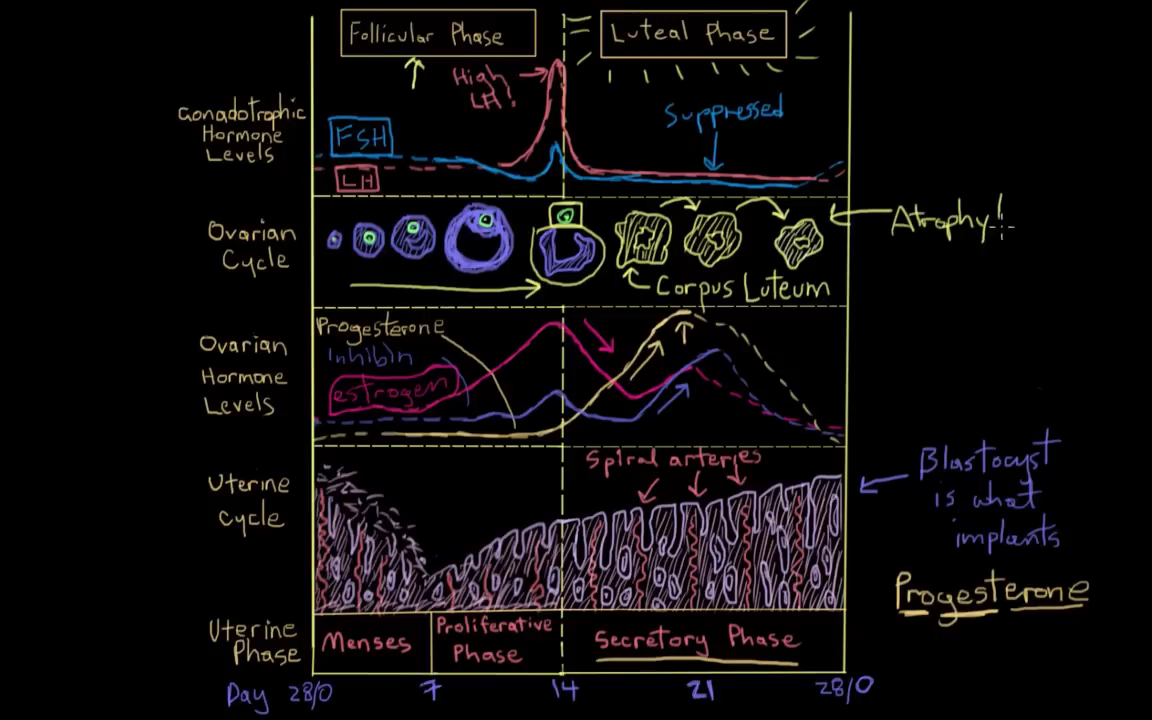 Follicular Phase
Luteal Phase
High
LH!
Gonadotrophic
Hormone
Levels
FSH
LH
Suppressed
Ovarian
Cycle
Corpus Luteum
Atrophy!
Ovarian
Hormone
Levels
Progesterone
inhibin
estrogen
Uterine
Cycle
Spiral arteries
Blastocyst
is what
implants
Progesterone
Uterine
Phase
Menses
Proliferative
Phase
Secretory Phase
Day 28/0 7 14 21 28/0